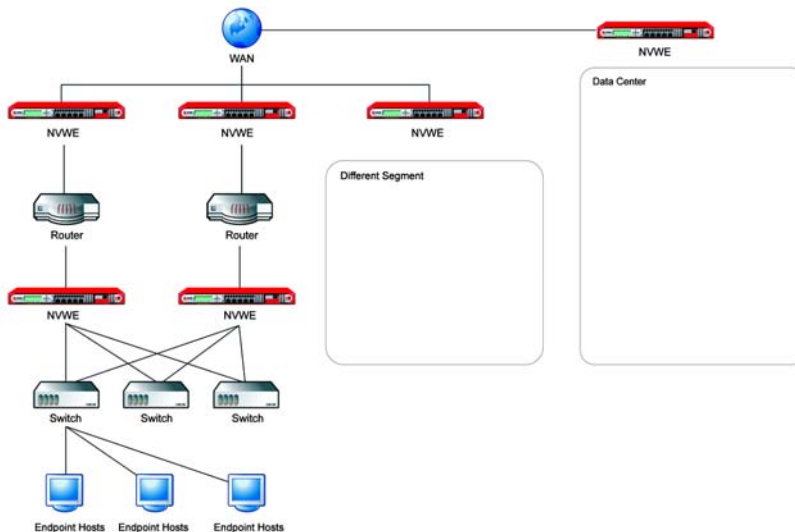 WAN
NVWE
Data Center
NVWE
NVWE
NVWE
Different Segment
Router
Router
NVWE
NVWE
Switch
Switch
Switch
Endpoint Hosts
Endpoint Hosts
Endpoint Hosts